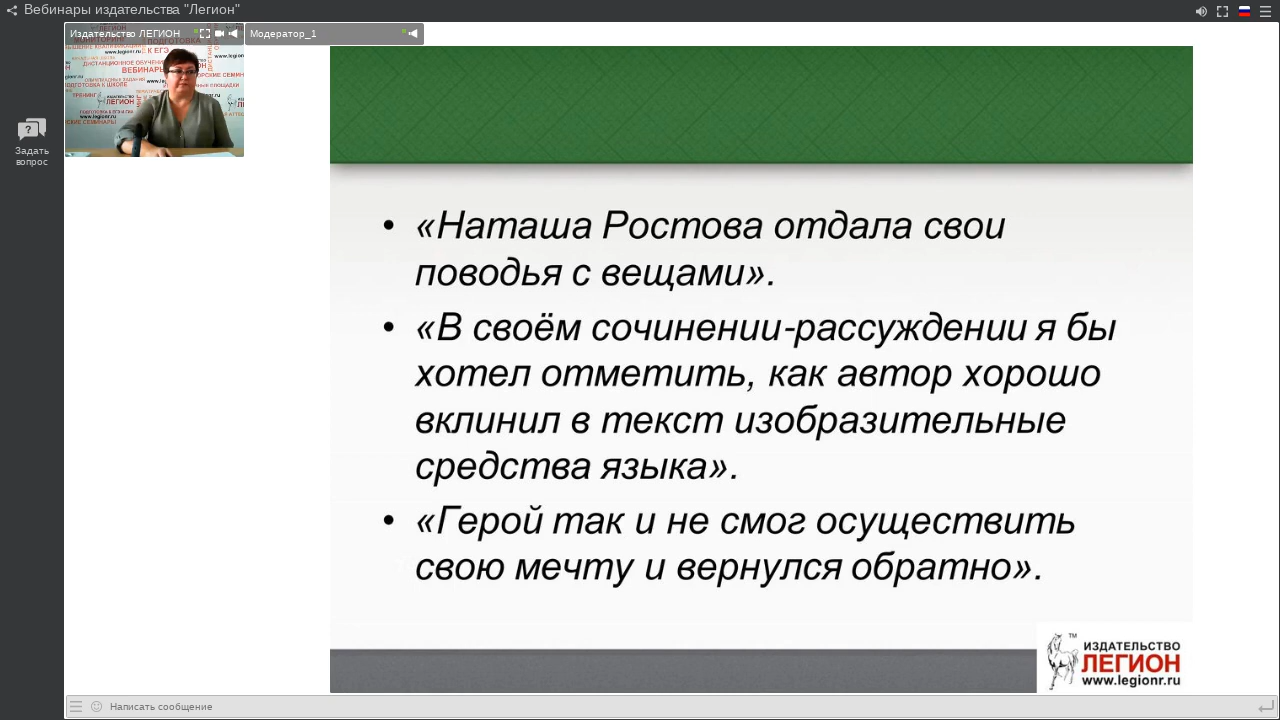 Вебинары издательства "Легион"
Издательство ЛЕГИОН
Модератор_1
Задать
вопрос
• «Наташа Ростова отдала свои
поводья с вещами».
• «В своём сочинении-рассуждении я бы
хотел отметить, как автор хорошо
вклинил в текст изобразительные
средства языка».
• «Герой так и не смог осуществить
свою мечту и вернулся обратно».
TM
ИЗДАТЕЛЬСТВО
ЛЕГИОН
www.legionr.ru
Написать сообщение